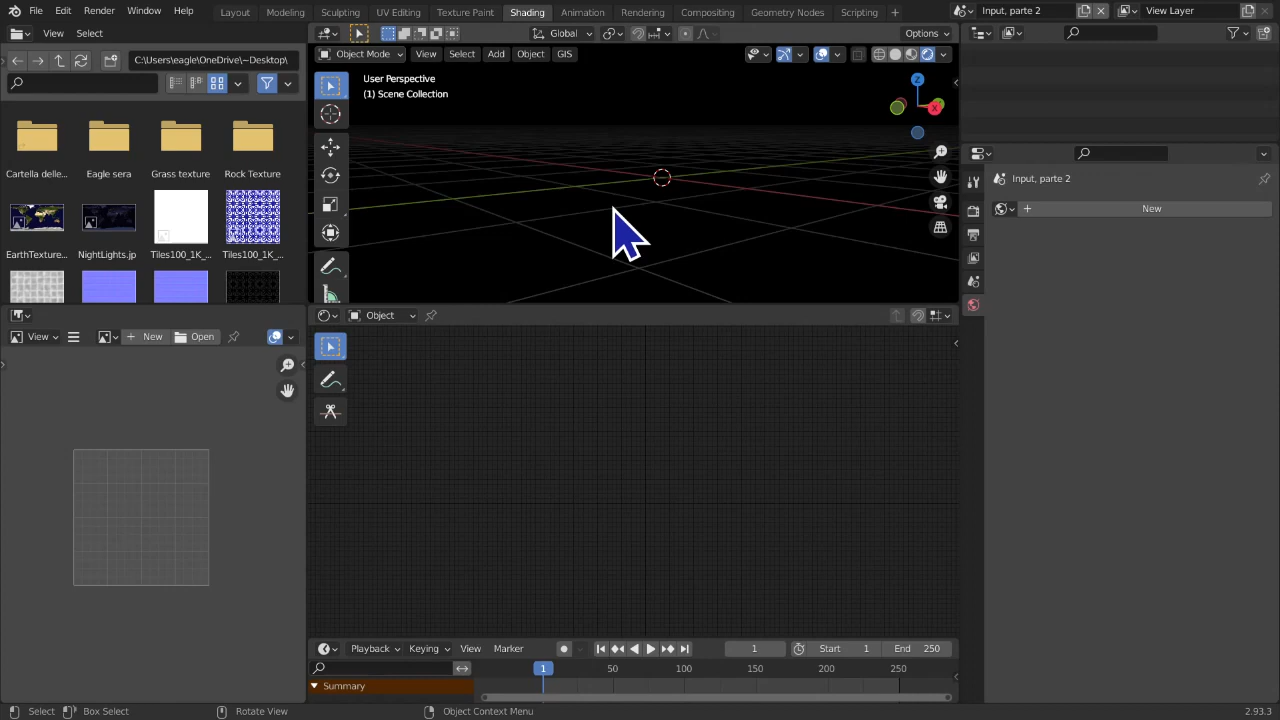 File Edit Render Window Help Layout Modeling Sculpting UV Editing Texture Paint Shading Animation Rendering Compositing Geometry Nodes Scripting Input, parte 2 View Layer
View Select Global Options
C:\Users\eagle\OneDrive\~Desktop\
Object Mode View Select Add Object GIS
User Perspective
(1) Scene Collection
Z
X
Cartella delle... Eagle sera Grass texture Rock Texture
EarthTexture... NightLights.jp Tiles100_1K_... Tiles100_1K_...
Input, parte 2
New
Object
View New Open
Playback Keying View Marker 1 Start 1 End 250
1 50 100 150 200 250
Summary
Select Box Select Rotate View Object Context Menu 2.93.3